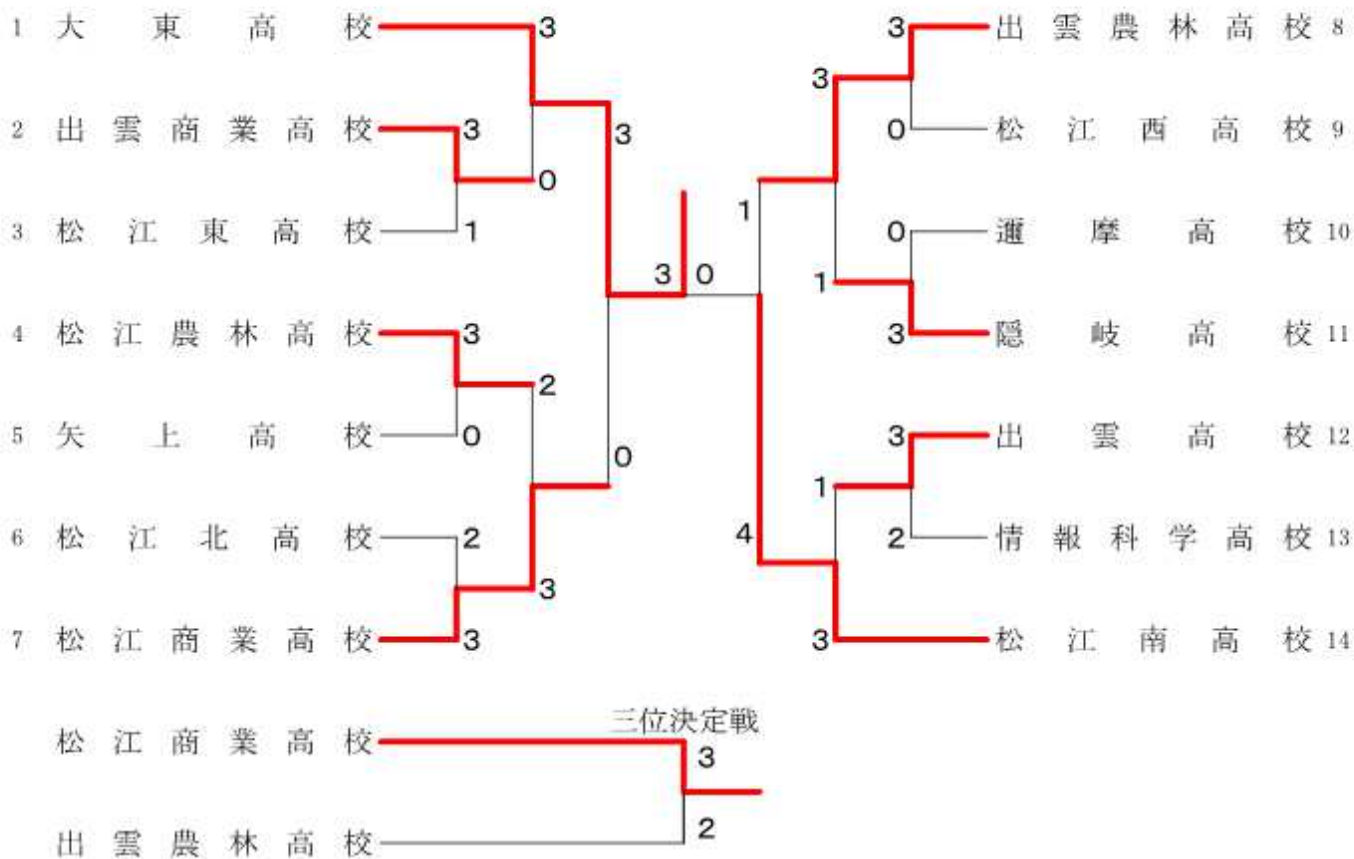 1 大東高校 3 3 出雲農林高校 8
3
2 出雲商業高校 3 3 0 松江西高校 9
0 1
3 松江東高校 1 0 邇摩高校 10
3 0 1
4 松江農林高校 3 3 隠岐高校 11
2
5 矢上高校 0 0 3 出雲高校 12
1
6 松江北高校 2 4 2 情報科学高校 13
3
7 松江商業高校 3 3 松江南高校 14
三位決定戦
松江商業高校 3
2
出雲農林高校